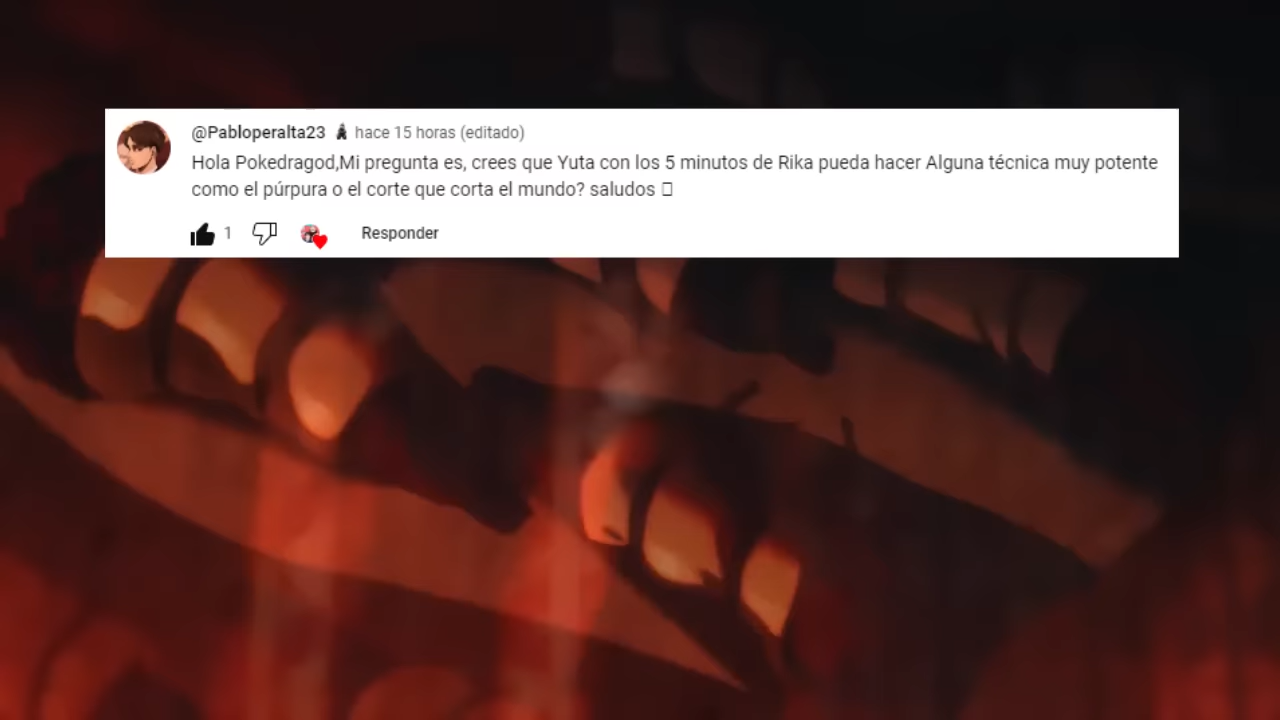 @Pabloperalta23 hace 15 horas (editado)
Hola Pokedragod,Mi pregunta es, crees que Yuta con los 5 minutos de Rika pueda hacer Alguna técnica muy potente
como el púrpura o el corte que corta el mundo? saludos
1 Responder